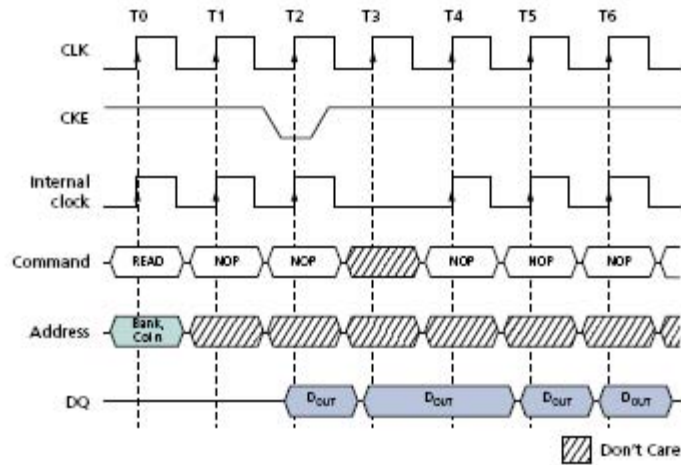 T0 T1 T2 T3 T4 T5 T6
CLK
CKE
Internal
clock
Command READ NOP NOP NOP NOP NOP
Address Bank,
Col n
DQ DOUT DOUT DOUT DOUT
Don't Care